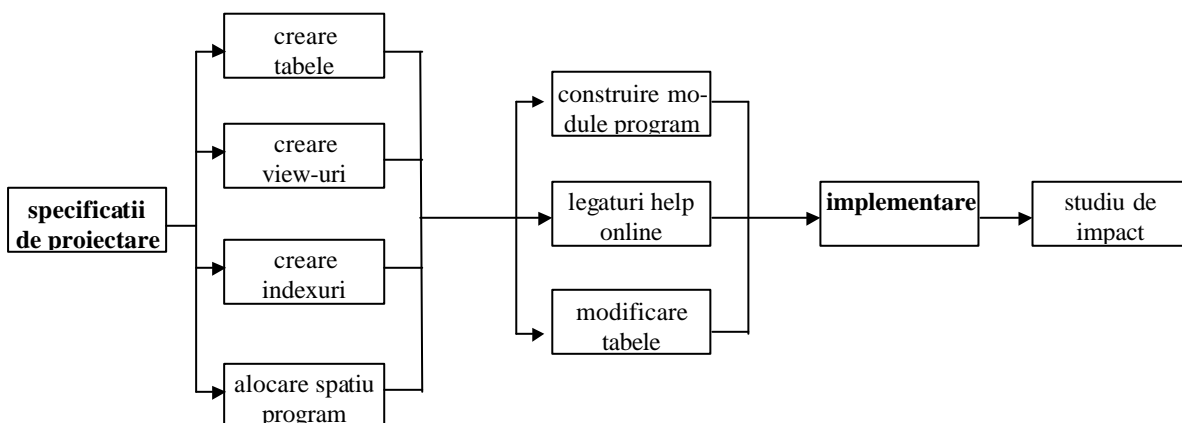 creare
tabele
creare
view-uri
specificatii
de proiectare
creare
indexuri
alocare spatiu
program
construire mo-
dule program
legaturi help
online
modificare
tabele
implementare
studiu de
impact